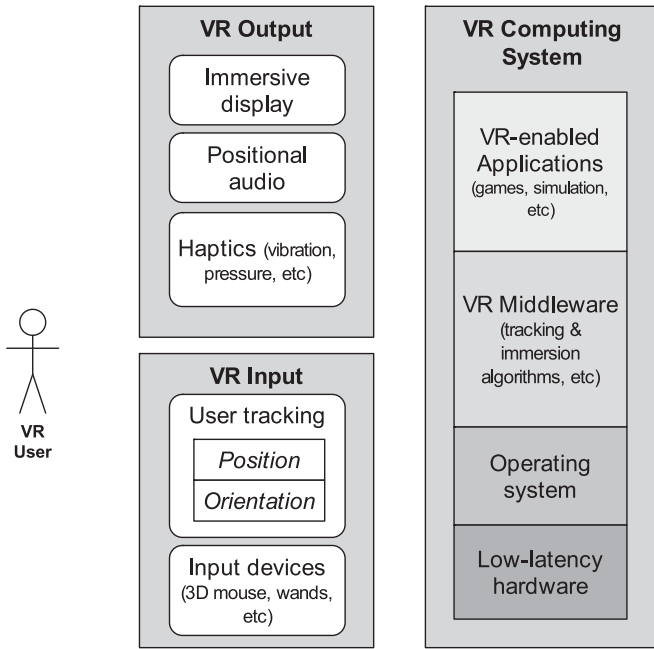 VR
User
VR Output
Immersive
display
Positional
audio
Haptics (vibration,
pressure, etc)
VR Input
User tracking
Position
Orientation
Input devices
(3D mouse, wands,
etc)
VR Computing
System
VR-enabled
Applications
(games, simulation,
etc)
VR Middleware
(tracking &
immersion
algorithms, etc)
Operating
system
Low-latency
hardware